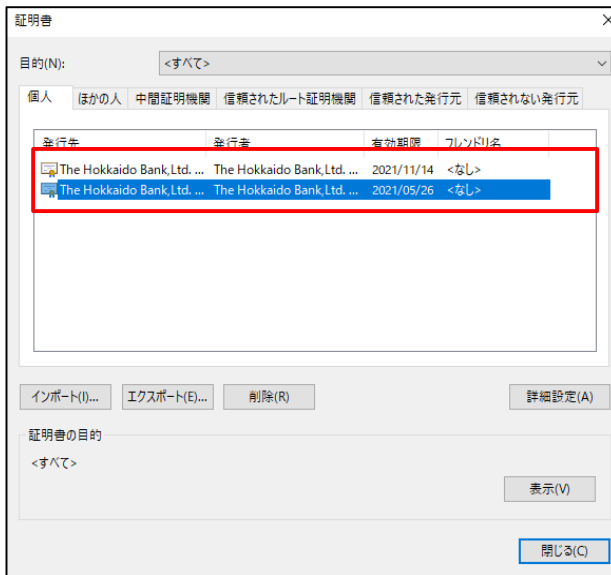 証明書
目的(N): <すべて>
個人 ほかの人 中間証明機関 信頼されたルート証明機関 信頼された発行元 信頼されない発行元
発行先 発行者 有効期限 フレンドリ名
The Hokkaido Bank,Ltd. ... The Hokkaido Bank,Ltd. ... 2021/11/14 <なし>
The Hokkaido Bank,Ltd. ... The Hokkaido Bank,Ltd. ... 2021/05/26 <なし>
インポート(I)... エクスポート(E)... 削除(R) 詳細設定(A)
証明書の目的
<すべて>
表示(V)
閉じる(C)